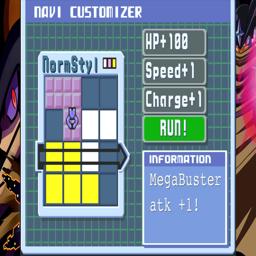 NAVI CUSTOMIZER
NormStyl
HP+100
Speed+1
Charge+1
RUN!
INFORMATION
MegaBuster
atk +1!